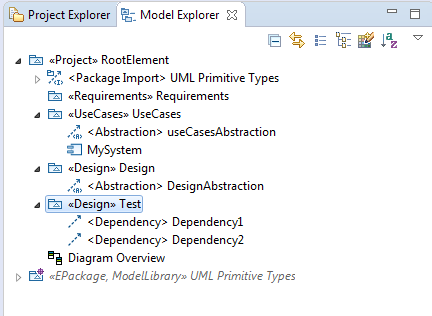 Project Explorer Model Explorer
«Project» RootElement
<Package Import> UML Primitive Types
«Requirements» Requirements
«UseCases» UseCases
<Abstraction> useCasesAbstraction
MySystem
«Design» Design
<Abstraction> DesignAbstraction
«Design» Test
<Dependency> Dependency1
<Dependency> Dependency2
Diagram Overview
«EPackage, ModelLibrary» UML Primitive Types